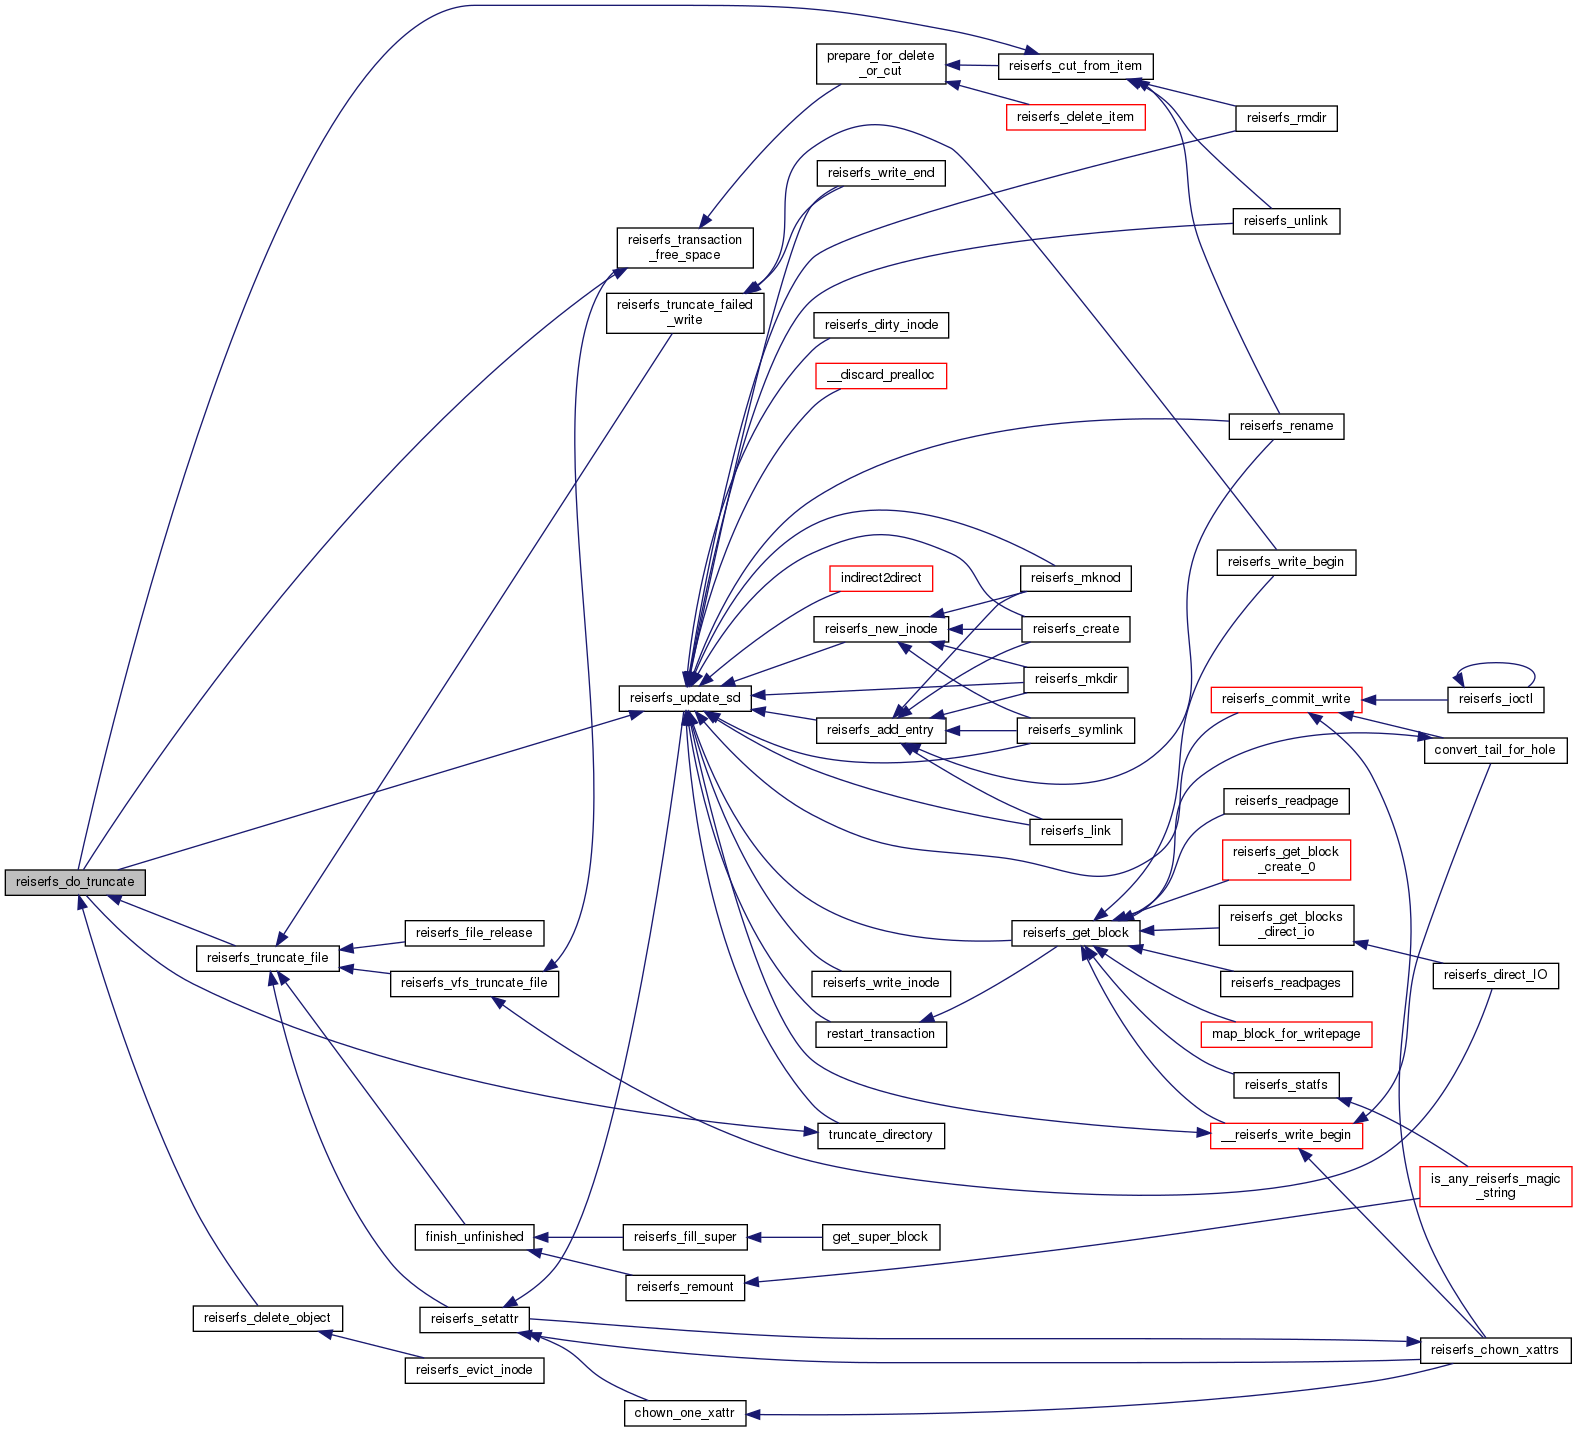 prepare_for_delete
_or_cut
reiserfs_cut_from_item
reiserfs_delete_item
reiserfs_rmdir
reiserfs_write_end
reiserfs_unlink
reiserfs_transaction
_free_space
reiserfs_truncate_failed
_write
reiserfs_dirty_inode
__discard_prealloc
reiserfs_rename
reiserfs_write_begin
indirect2direct
reiserfs_mknod
reiserfs_new_inode
reiserfs_create
reiserfs_mkdir
reiserfs_update_sd
reiserfs_commit_write
reiserfs_ioctl
reiserfs_add_entry
reiserfs_symlink
convert_tail_for_hole
reiserfs_readpage
reiserfs_link
reiserfs_get_block
_create_0
reiserfs_do_truncate
reiserfs_get_blocks
_direct_io
reiserfs_file_release
reiserfs_get_block
reiserfs_truncate_file
reiserfs_vfs_truncate_file
reiserfs_write_inode
reiserfs_readpages
reiserfs_direct_IO
restart_transaction
map_block_for_writepage
reiserfs_statfs
truncate_directory
__reiserfs_write_begin
is_any_reiserfs_magic
_string
finish_unfinished
reiserfs_fill_super
get_super_block
reiserfs_remount
reiserfs_delete_object
reiserfs_setattr
reiserfs_chown_xattrs
reiserfs_evict_inode
chown_one_xattr